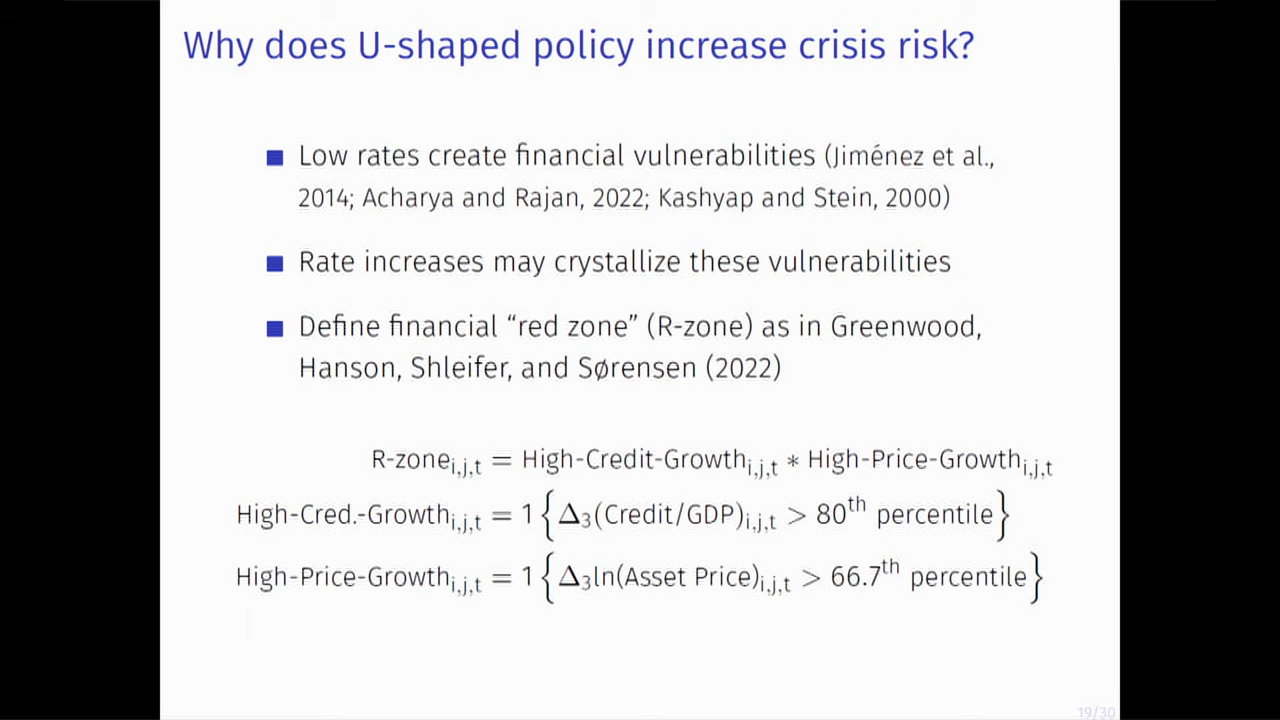 Why does U-shaped policy increase crisis risk?
Low rates create financial vulnerabilities (Jiménez et al.,
2014; Acharya and Rajan, 2022; Kashyap and Stein, 2000)
Rate increases may crystallize these vulnerabilities
Define financial “red zone” (R-zone) as in Greenwood,
Hanson, Shleifer, and Sørensen (2022)
R-zone_{i,j,t} = High-Credit-Growth_{i,j,t} * High-Price-Growth_{i,j,t}
High-Cred.-Growth_{i,j,t} = 1{Δ_3(Credit/GDP)_{i,j,t} > 80^{th} percentile}
High-Price-Growth_{i,j,t} = 1{Δ_3ln(Asset Price)_{i,j,t} > 66.7^{th} percentile}
19/30